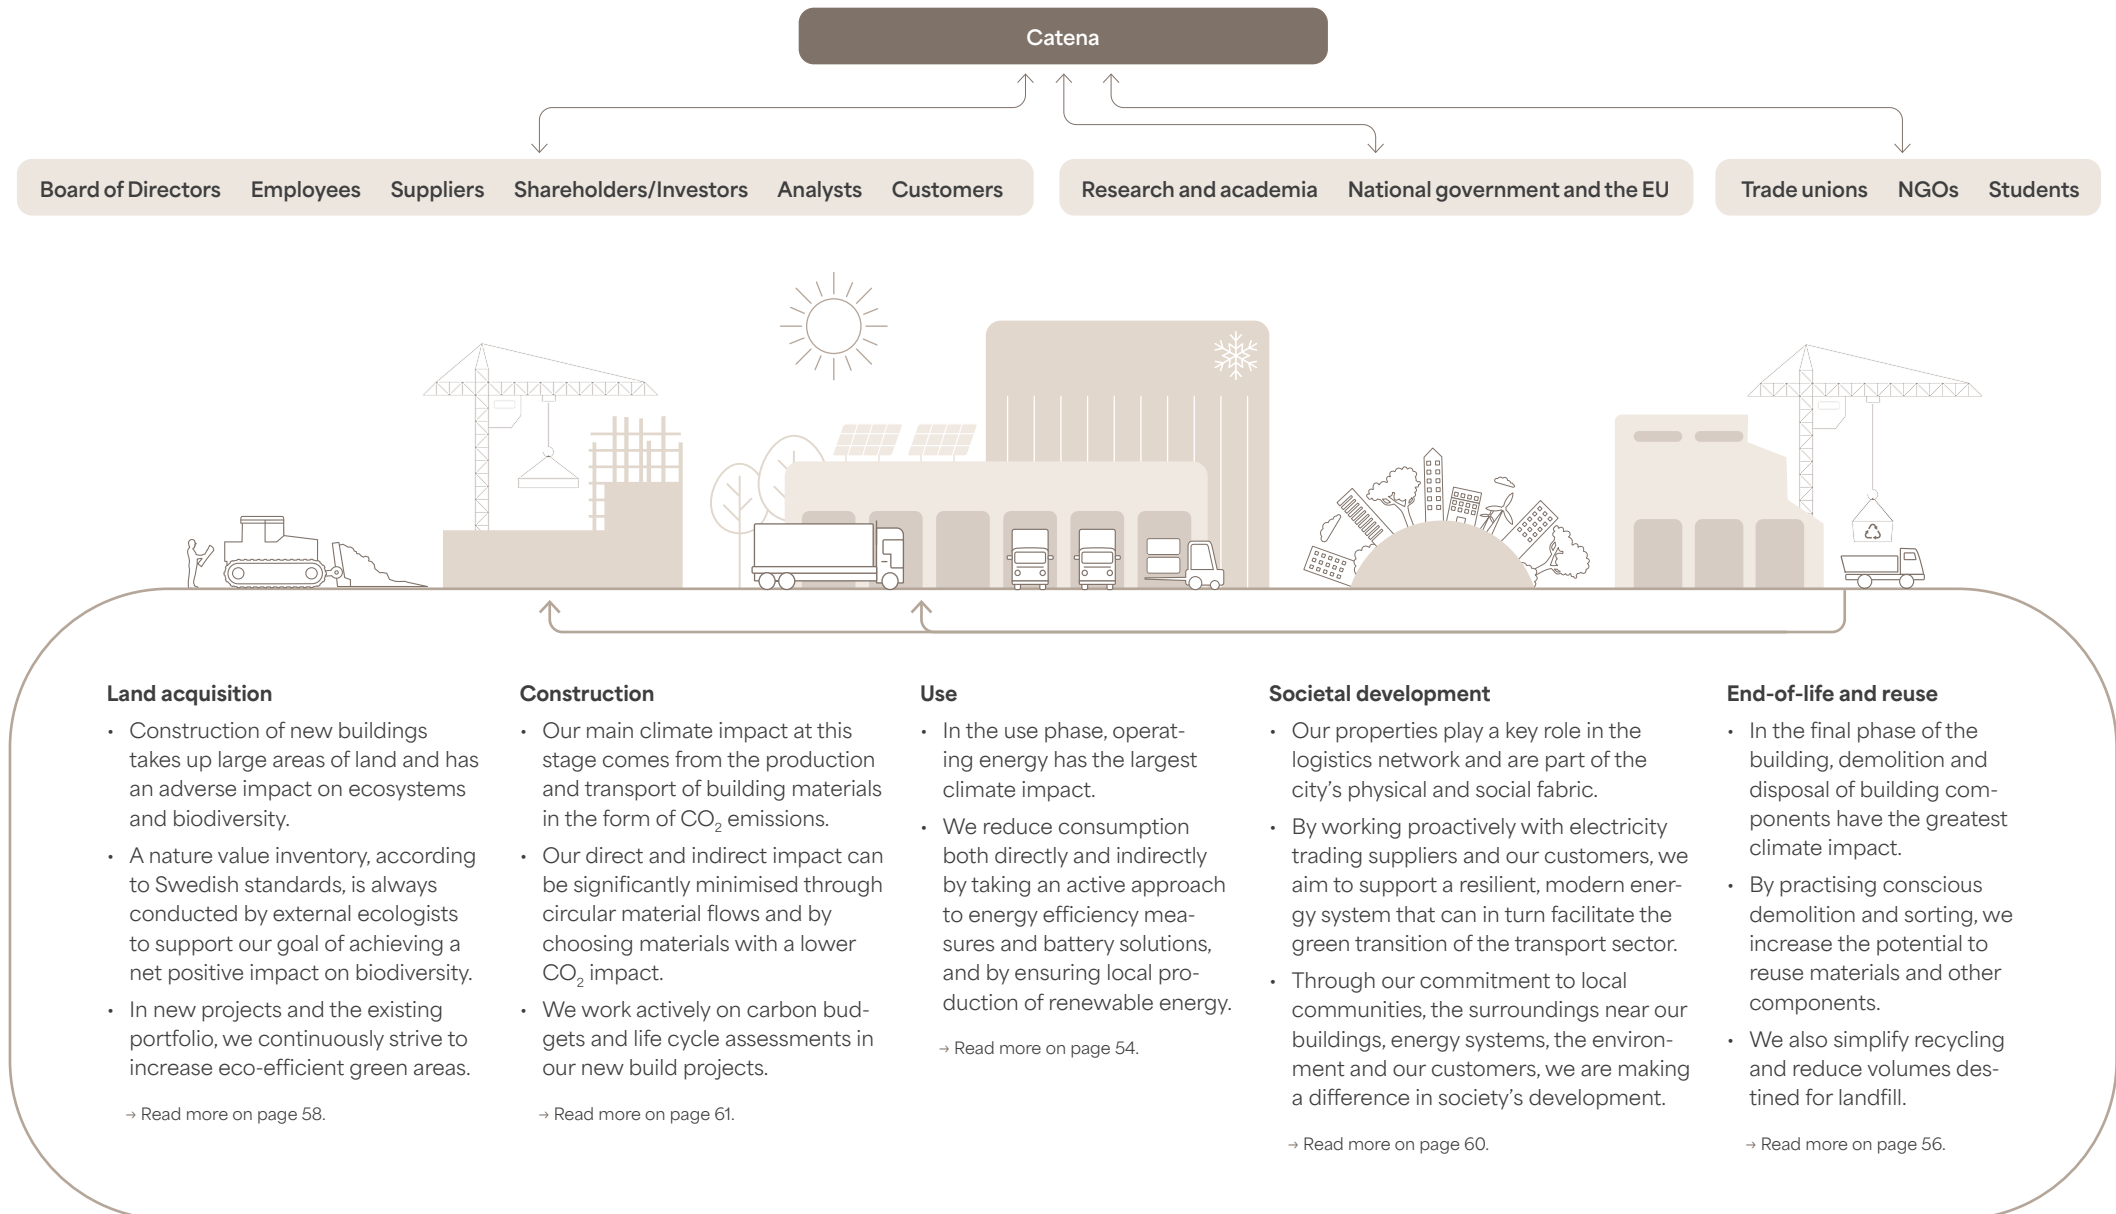 Catena
Board of Directors Employees Suppliers Shareholders/Investors Analysts Customers
Research and academia National government and the EU
Trade unions NGOs Students
Land acquisition
• Construction of new buildings
takes up large areas of land and has
an adverse impact on ecosystems
and biodiversity.
• A nature value inventory, according
to Swedish standards, is always
conducted by external ecologists
to support our goal of achieving a
net positive impact on biodiversity.
• In new projects and the existing
portfolio, we continuously strive to
increase eco-efficient green areas.
→ Read more on page 58.
Construction
• Our main climate impact at this
stage comes from the production
and transport of building materials
in the form of CO₂ emissions.
• Our direct and indirect impact can
be significantly minimised through
circular material flows and by
choosing materials with a lower
CO₂ impact.
• We work actively on carbon bud-
gets and life cycle assessments in
our new build projects.
→ Read more on page 61.
Use
• In the use phase, operat-
ing energy has the largest
climate impact.
• We reduce consumption
both directly and indirectly
by taking an active approach
to energy efficiency mea-
sures and battery solutions,
and by ensuring local pro-
duction of renewable energy.
→ Read more on page 54.
Societal development
• Our properties play a key role in the
logistics network and are part of the
city’s physical and social fabric.
• By working proactively with electricity
trading suppliers and our customers, we
aim to support a resilient, modern ener-
gy system that can in turn facilitate the
green transition of the transport sector.
• Through our commitment to local
communities, the surroundings near our
buildings, energy systems, the environ-
ment and our customers, we are making
a difference in society’s development.
→ Read more on page 60.
End-of-life and reuse
• In the final phase of the
building, demolition and
disposal of building com-
ponents have the greatest
climate impact.
• By practising conscious
demolition and sorting, we
increase the potential to
reuse materials and other
components.
• We also simplify recycling
and reduce volumes des-
tined for landfill.
→ Read more on page 56.